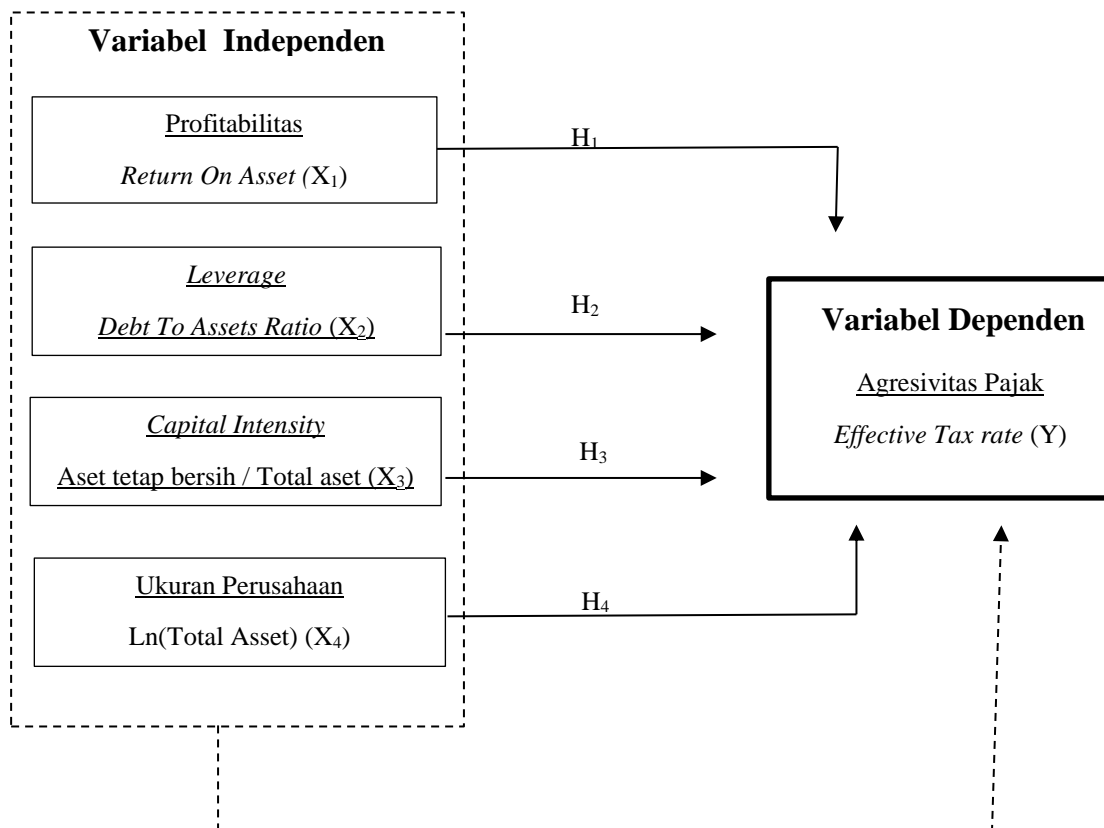 Variabel Independen
Profitabilitas
Return On Asset (X₁)
H₁
Leverage
Debt To Assets Ratio (X₂)
H₂
Variabel Dependen
Agresivitas Pajak
Effective Tax rate (Y)
Capital Intensity
Aset tetap bersih / Total aset (X₃)
H₃
Ukuran Perusahaan
Ln(Total Asset) (X₄)
H₄